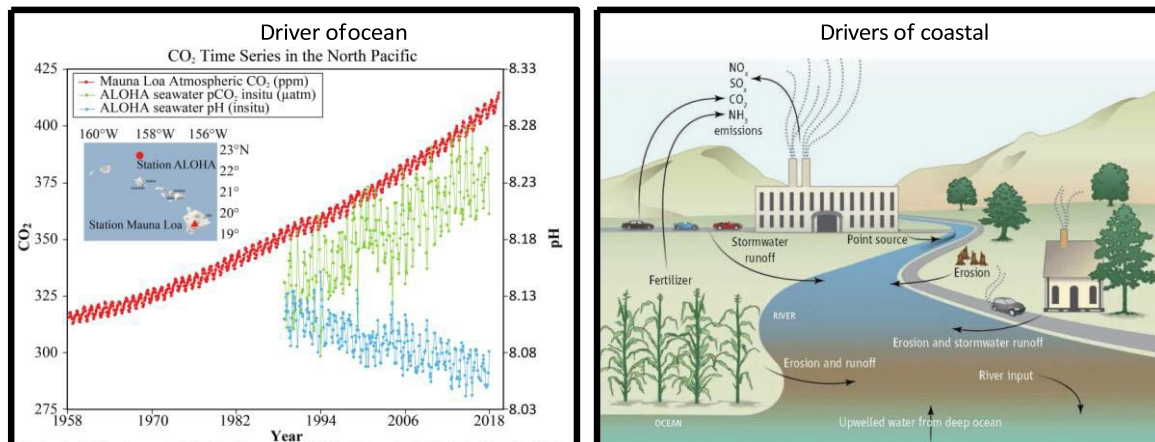 Driver of ocean
CO₂ Time Series in the North Pacific
Mauna Loa Atmospheric CO₂ (ppm)
ALOHA seawater pCO₂ insitu (µatm)
ALOHA seawater pH (insitu)
425
400
375
350
325
300
275
CO₂
8.33
8.28
8.23
8.18
8.13
8.08
8.03
pH
160°W 158°W 156°W
23°N
22°
21°
20°
19°
Station ALOHA
Station Mauna Loa
1958 1970 1982 1994 2006 2018
Year
Drivers of coastal
NOₓ
SOₓ
CO₂
NH₃
emissions
Stormwater
runoff
Point source
Fertilizer
Erosion
RIVER
Erosion and stormwater runoff
Erosion and runoff
River input
OCEAN
Upwelled water from deep ocean